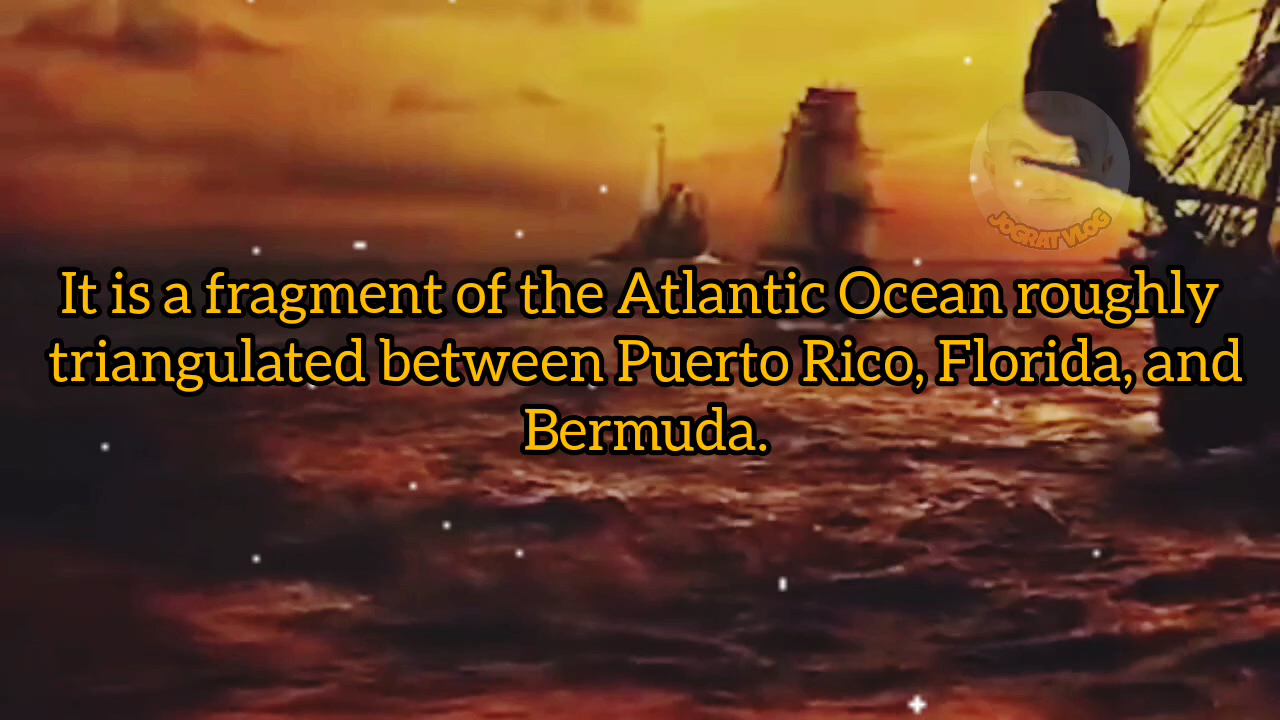 JOGRAT VLOG
It is a fragment of the Atlantic Ocean roughly
triangulated between Puerto Rico, Florida, and
Bermuda.